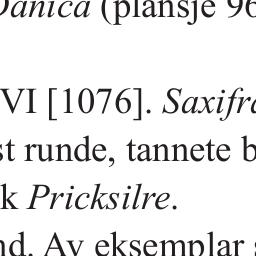 Danica (plansje 96
VI [1076]. Saxifra
st runde, tannete b
k Pricksilre.
nd. Av eksemplar s